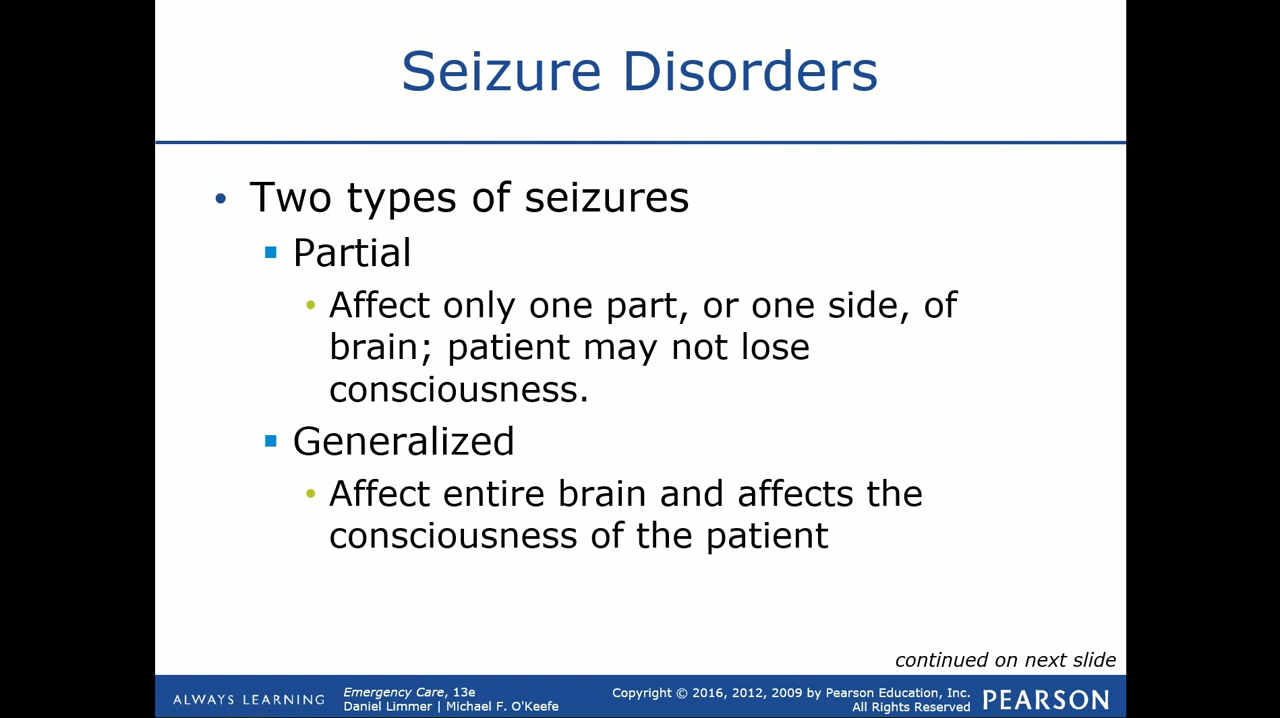 Seizure Disorders
• Two types of seizures
▪ Partial
• Affect only one part, or one side, of
brain; patient may not lose
consciousness.
▪ Generalized
• Affect entire brain and affects the
consciousness of the patient
continued on next slide
ALWAYS LEARNING
Emergency Care, 13e
Daniel Limmer | Michael F. O'Keefe
Copyright © 2016, 2012, 2009 by Pearson Education, Inc.
All Rights Reserved
PEARSON